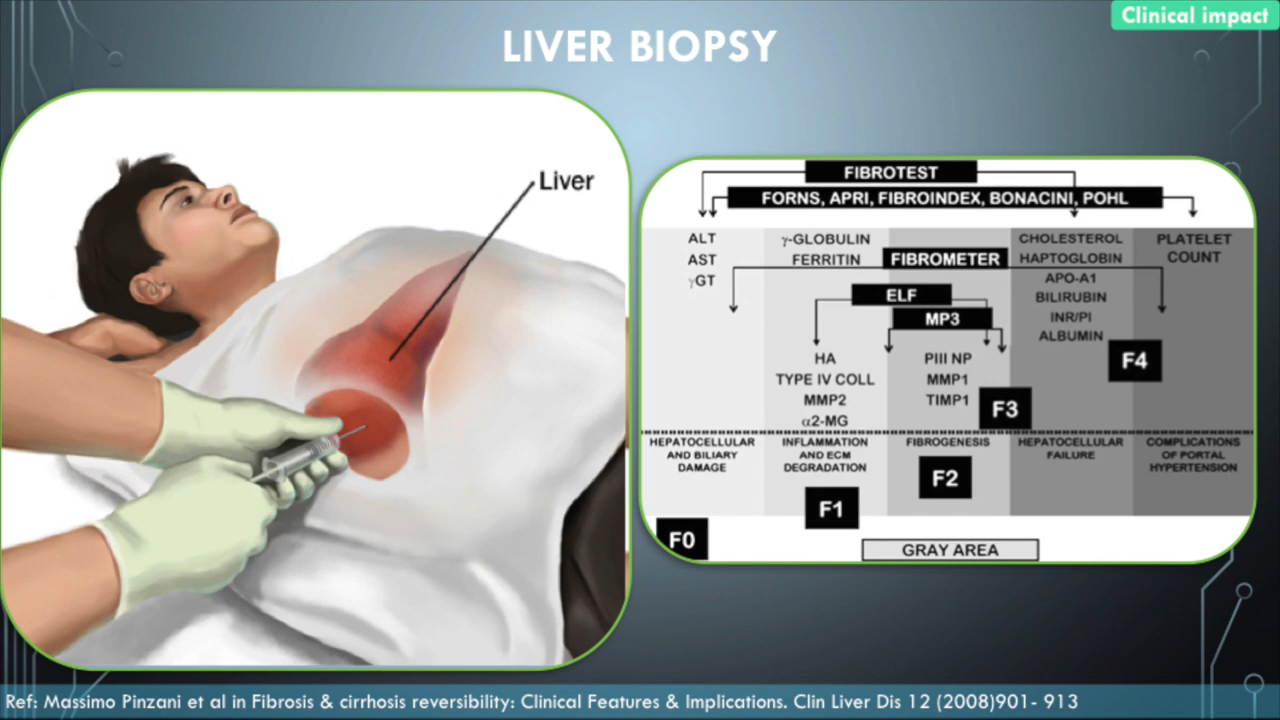 Clinical impact
LIVER BIOPSY
Liver
FIBROTEST
FORNS, APRI, FIBROINDEX, BONACINI, POHL
ALT
AST
γGT
γ-GLOBULIN
FERRITIN
FIBROMETER
ELF
MP3
CHOLESTEROL
HAPTOGLOBIN
APO-A1
BILIRUBIN
INR/PI
ALBUMIN
PLATELET
COUNT
HA
TYPE IV COLL
MMP2
α2-MG
PIII NP
MMP1
TIMP1
F4
F3
HEPATOCELLULAR
AND BILIARY
DAMAGE
INFLAMMATION
AND ECM
DEGRADATION
FIBROGENESIS
HEPATOCELLULAR
FAILURE
COMPLICATIONS
OF PORTAL
HYPERTENSION
F2
F1
F0
GRAY AREA
Ref: Massimo Pinzani et al in Fibrosis & cirrhosis reversibility: Clinical Features & Implications. Clin Liver Dis 12 (2008)901- 913